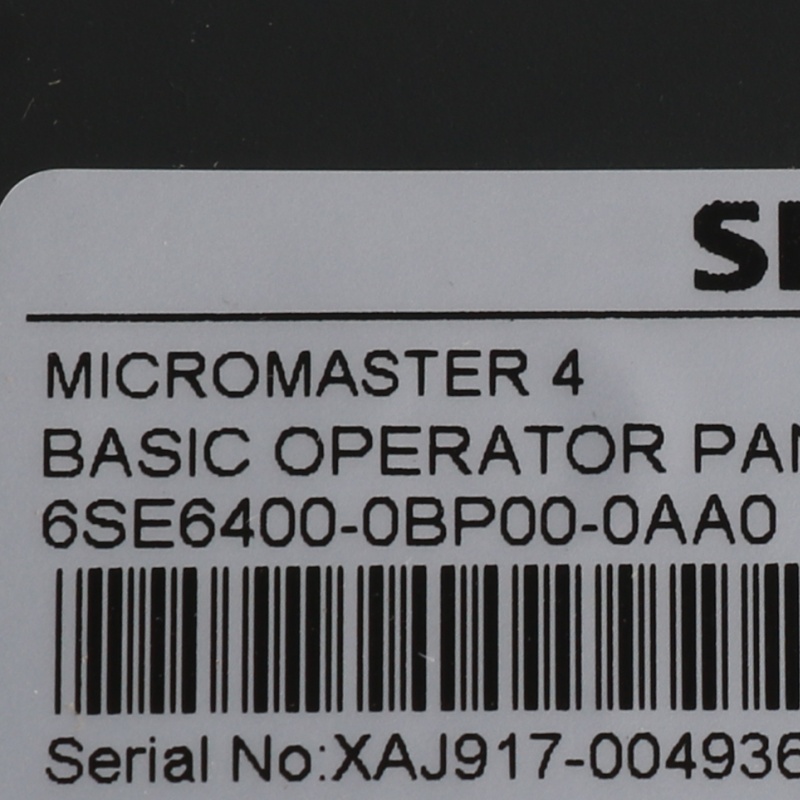 SI
MICROMASTER 4
BASIC OPERATOR PAN
6SE6400-0BP00-0AA0
Serial No:XAJ917-004936